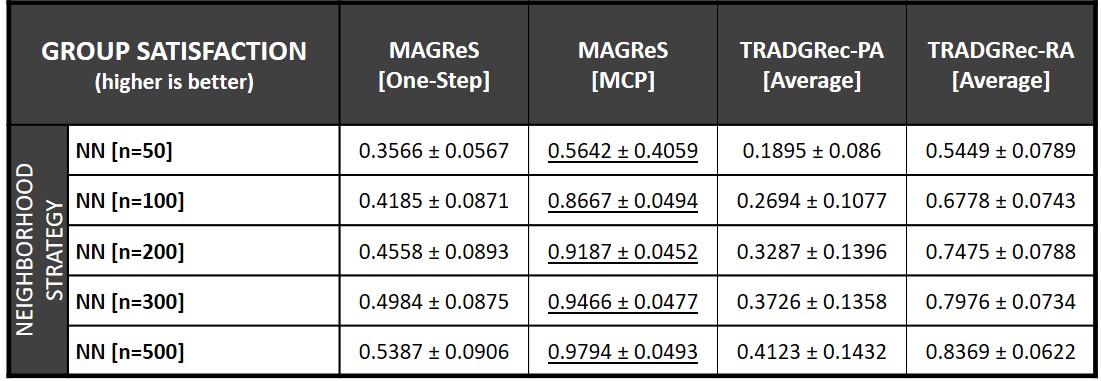 GROUP SATISFACTION
(higher is better)
MAGReS
[One-Step]
MAGReS
[MCP]
TRADGRec-PA
[Average]
TRADGRec-RA
[Average]
NEIGHBORHOOD
STRATEGY
NN [n=50] 0.3566 ± 0.0567 0.5642 ± 0.4059 0.1895 ± 0.086 0.5449 ± 0.0789
NN [n=100] 0.4185 ± 0.0871 0.8667 ± 0.0494 0.2694 ± 0.1077 0.6778 ± 0.0743
NN [n=200] 0.4558 ± 0.0893 0.9187 ± 0.0452 0.3287 ± 0.1396 0.7475 ± 0.0788
NN [n=300] 0.4984 ± 0.0875 0.9466 ± 0.0477 0.3726 ± 0.1358 0.7976 ± 0.0734
NN [n=500] 0.5387 ± 0.0906 0.9794 ± 0.0493 0.4123 ± 0.1432 0.8369 ± 0.0622